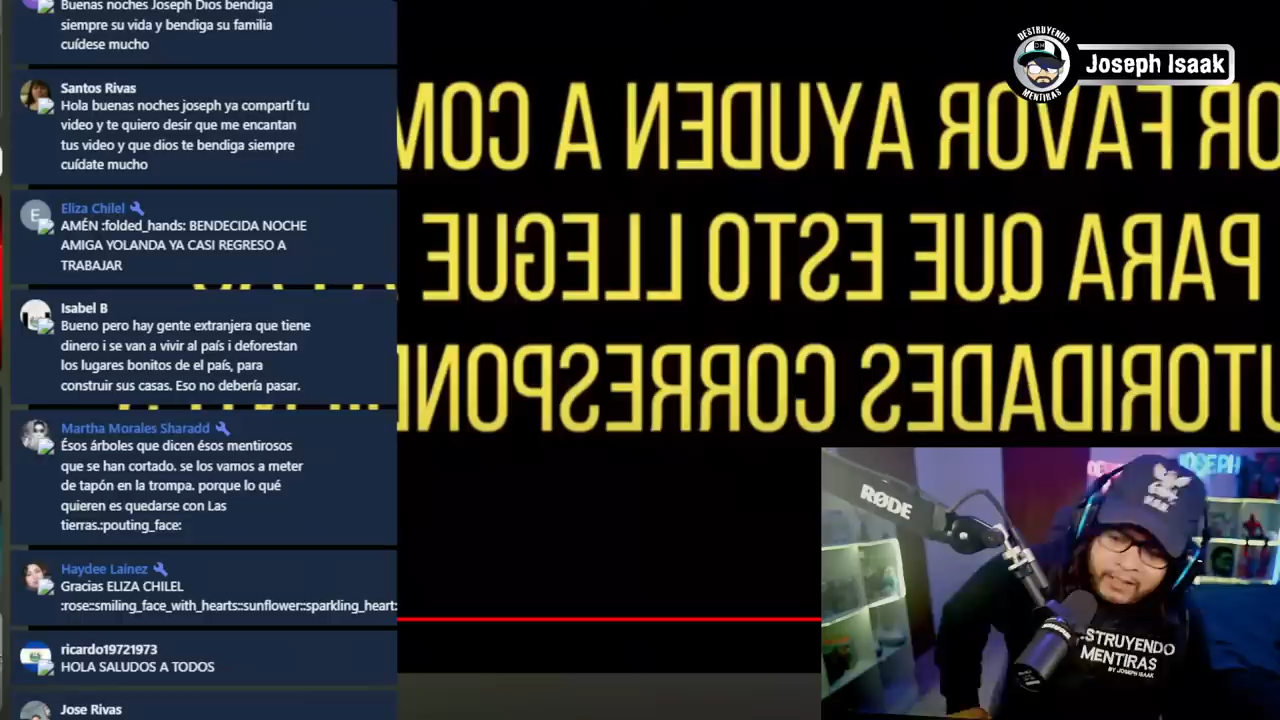 Buenas noches Joseph Dios bendiga
siempre su vida y bendiga su familia
cuídese mucho
Santos Rivas
Hola buenas noches joseph ya compartí tu
video y te quiero desir que me encantan
tus video y que dios te bendiga siempre
cuídate mucho
E
Eliza Chilel
AMÉN :folded_hands: BENDECIDA NOCHE
AMIGA YOLANDA YA CASI REGRESO A
TRABAJAR
Isabel B
Bueno pero hay gente extranjera que tiene
dinero i se van a vivir al país i deforestan
los lugares bonitos de el país, para
construir sus casas. Eso no debería pasar.
Martha Morales Sharadd
Ésos árboles que dicen ésos mentirosos
que se han cortado. se los vamos a meter
de tapón en la trompa. porque lo qué
quieren es quedarse con Las
tierras.:pouting_face:
Haydee Laínez
Gracias ELIZA CHILEL
:rose::smiling_face_with_hearts::sunflower::sparkling_heart:
ricardo19721973
HOLA SALUDOS A TODOS
Jose Rivas
DESTRUYENDO
DM
MENTIRAS
Joseph Isaak
OR FAVOR AYUDEN A COM
PARA QUE ESTO LLEGUE
UTORIDADES CORRESPOND
RØDE
JOSEPH
STRUYENDO
MENTIRAS
BY JOSEPH ISAAK